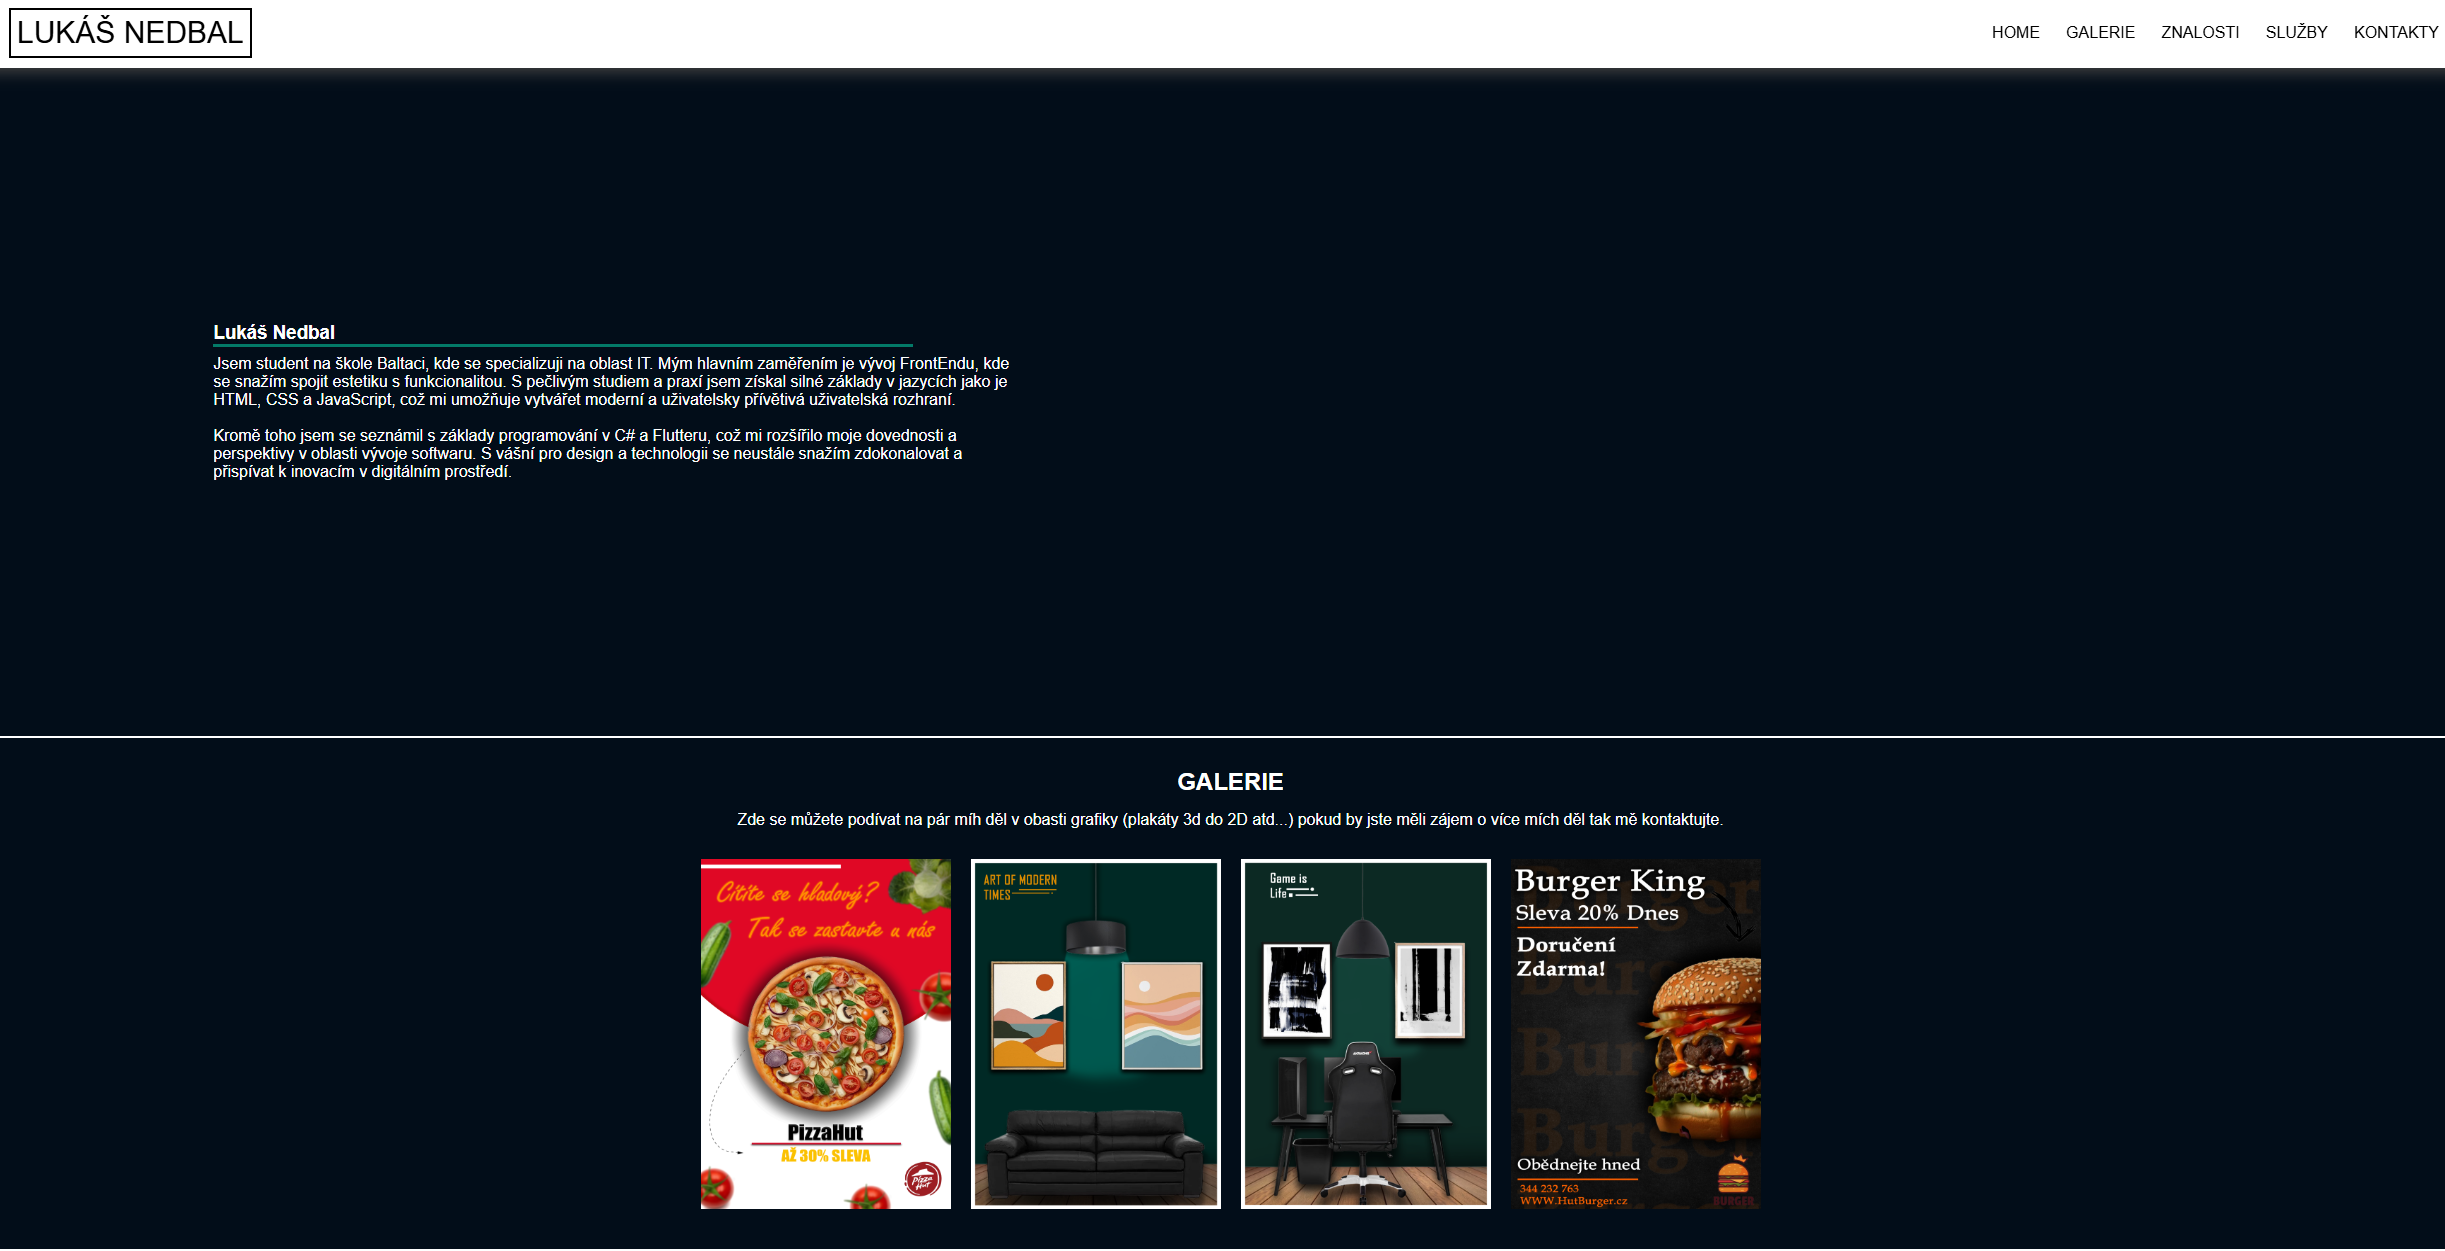 LUKÁŠ NEDBAL
HOME GALERIE ZNALOSTI SLUŽBY KONTAKTY
Lukáš Nedbal
Jsem student na škole Baltaci, kde se specializuji na oblast IT. Mým hlavním zaměřením je vývoj FrontEndu, kde
se snažím spojit estetiku s funkcionalitou. S pečlivým studiem a praxí jsem získal silné základy v jazycích jako je
HTML, CSS a JavaScript, což mi umožňuje vytvářet moderní a uživatelsky přívětivá uživatelská rozhraní.
Kromě toho jsem se seznámil s základy programování v C# a Flutteru, což mi rozšířilo moje dovednosti a
perspektivy v oblasti vývoje softwaru. S vášní pro design a technologii se neustále snažím zdokonalovat a
přispívat k inovacím v digitálním prostředí.
GALERIE
Zde se můžete podívat na pár míh děl v obasti grafiky (plakáty 3d do 2D atd...) pokud by jste měli zájem o více mích děl tak mě kontaktujte.
Cítíte se hladový?
Tak se zastavte u nás
PizzaHut
AŽ 30% SLEVA
Pizza
Hut
ART OF MODERN
TIMES
Game is
Life
Burger King
Sleva 20% Dnes
Doručení
Zdarma!
Burger
Burger
Bur
Burger
Obědnejte hned
344 232 763
WWW.HutBurger.cz
BURGER